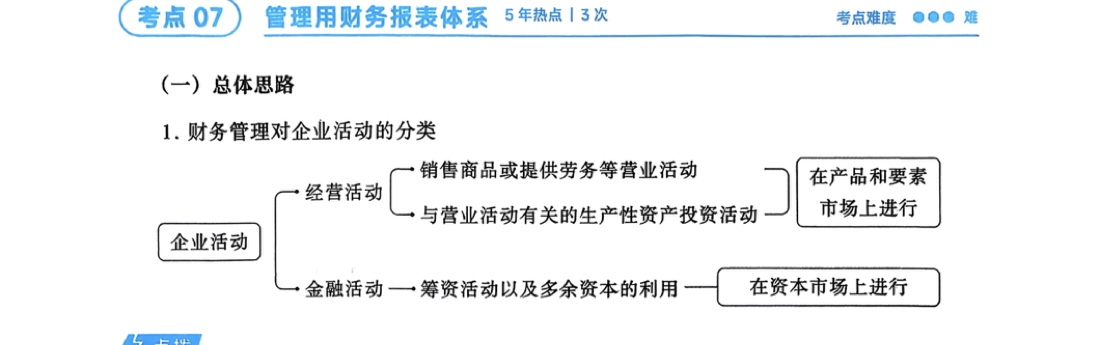 考点 07 管理用财务报表体系 5 年热点 | 3 次 考点难度 难
(一) 总体思路
1. 财务管理对企业活动的分类
销售商品或提供劳务等营业活动
经营活动
与营业活动有关的生产性资产投资活动
在产品和要素
市场上进行
企业活动
金融活动 筹资活动以及多余资本的利用 在资本市场上进行